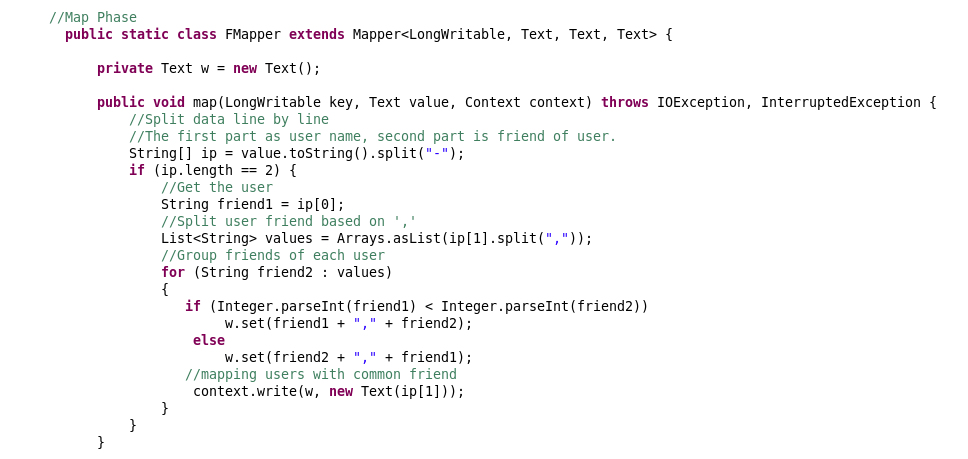 //Map Phase
public static class FMapper extends Mapper<LongWritable, Text, Text, Text> {
private Text w = new Text();
public void map(LongWritable key, Text value, Context context) throws IOException, InterruptedException {
//Split data line by line
//The first part as user name, second part is friend of user.
String[] ip = value.toString().split("-");
if (ip.length == 2) {
//Get the user
String friend1 = ip[0];
//Split user friend based on ','
List<String> values = Arrays.asList(ip[1].split(","));
//Group friends of each user
for (String friend2 : values)
{
if (Integer.parseInt(friend1) < Integer.parseInt(friend2))
w.set(friend1 + "," + friend2);
else
w.set(friend2 + "," + friend1);
//mapping users with common friend
context.write(w, new Text(ip[1]));
}
}
}